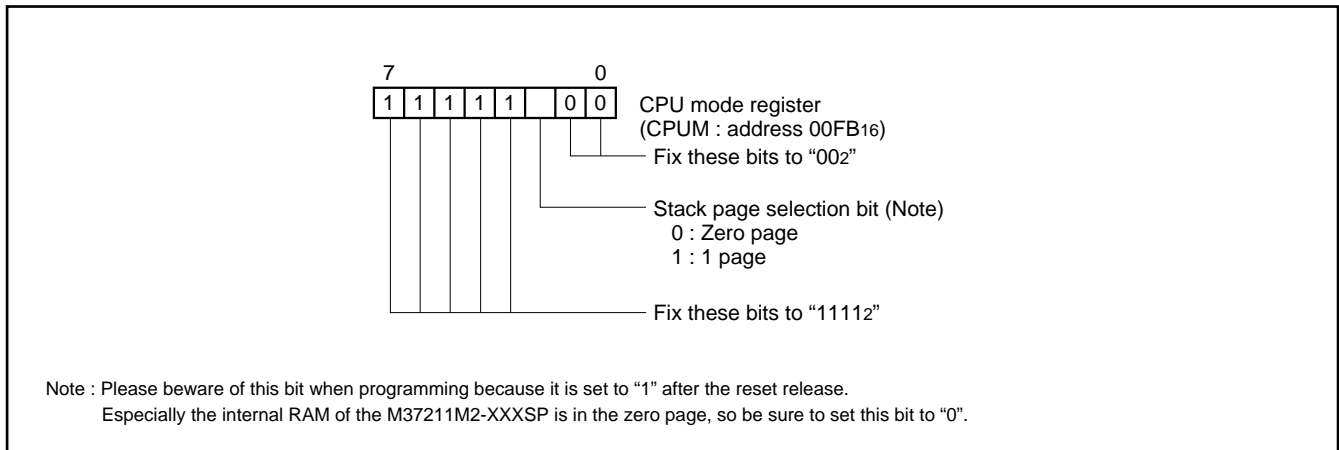 7 0
1 1 1 1 1 0 0 CPU mode register
(CPUM : address 00FB16)
Fix these bits to “002”
Stack page selection bit (Note)
0 : Zero page
1 : 1 page
Fix these bits to “11112”
Note : Please beware of this bit when programming because it is set to “1” after the reset release.
Especially the internal RAM of the M37211M2-XXXSP is in the zero page, so be sure to set this bit to “0”.